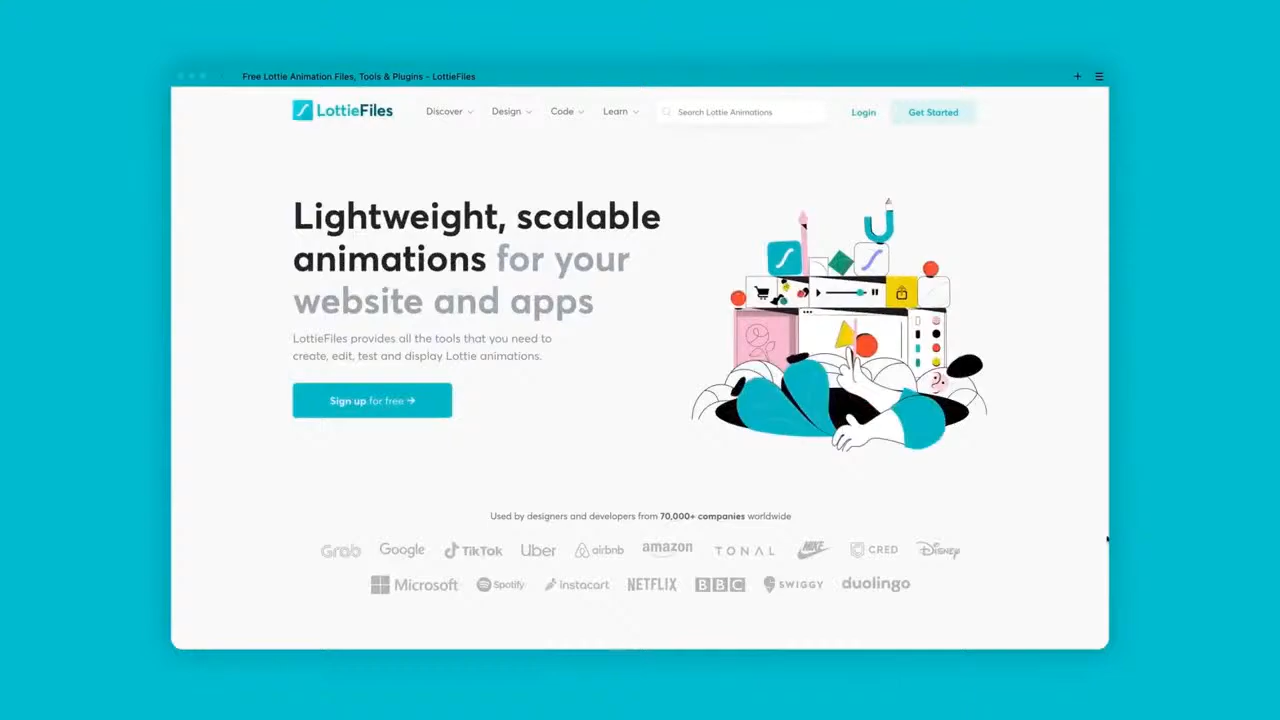 Free Lottie Animation Files, Tools & Plugins - LottieFiles
LottieFiles
Discover
Design
Code
Learn
Search Lottie Animations
Login
Get Started
Lightweight, scalable
animations for your
website and apps
LottieFiles provides all the tools that you need to
create, edit, test and display Lottie animations.
Sign up for free →
Used by designers and developers from 70,000+ companies worldwide
Grab Google TikTok Uber airbnb amazon TONAL NIKE CRED Disney
Microsoft Spotify instacart NETFLIX BBC SWIGGY duolingo